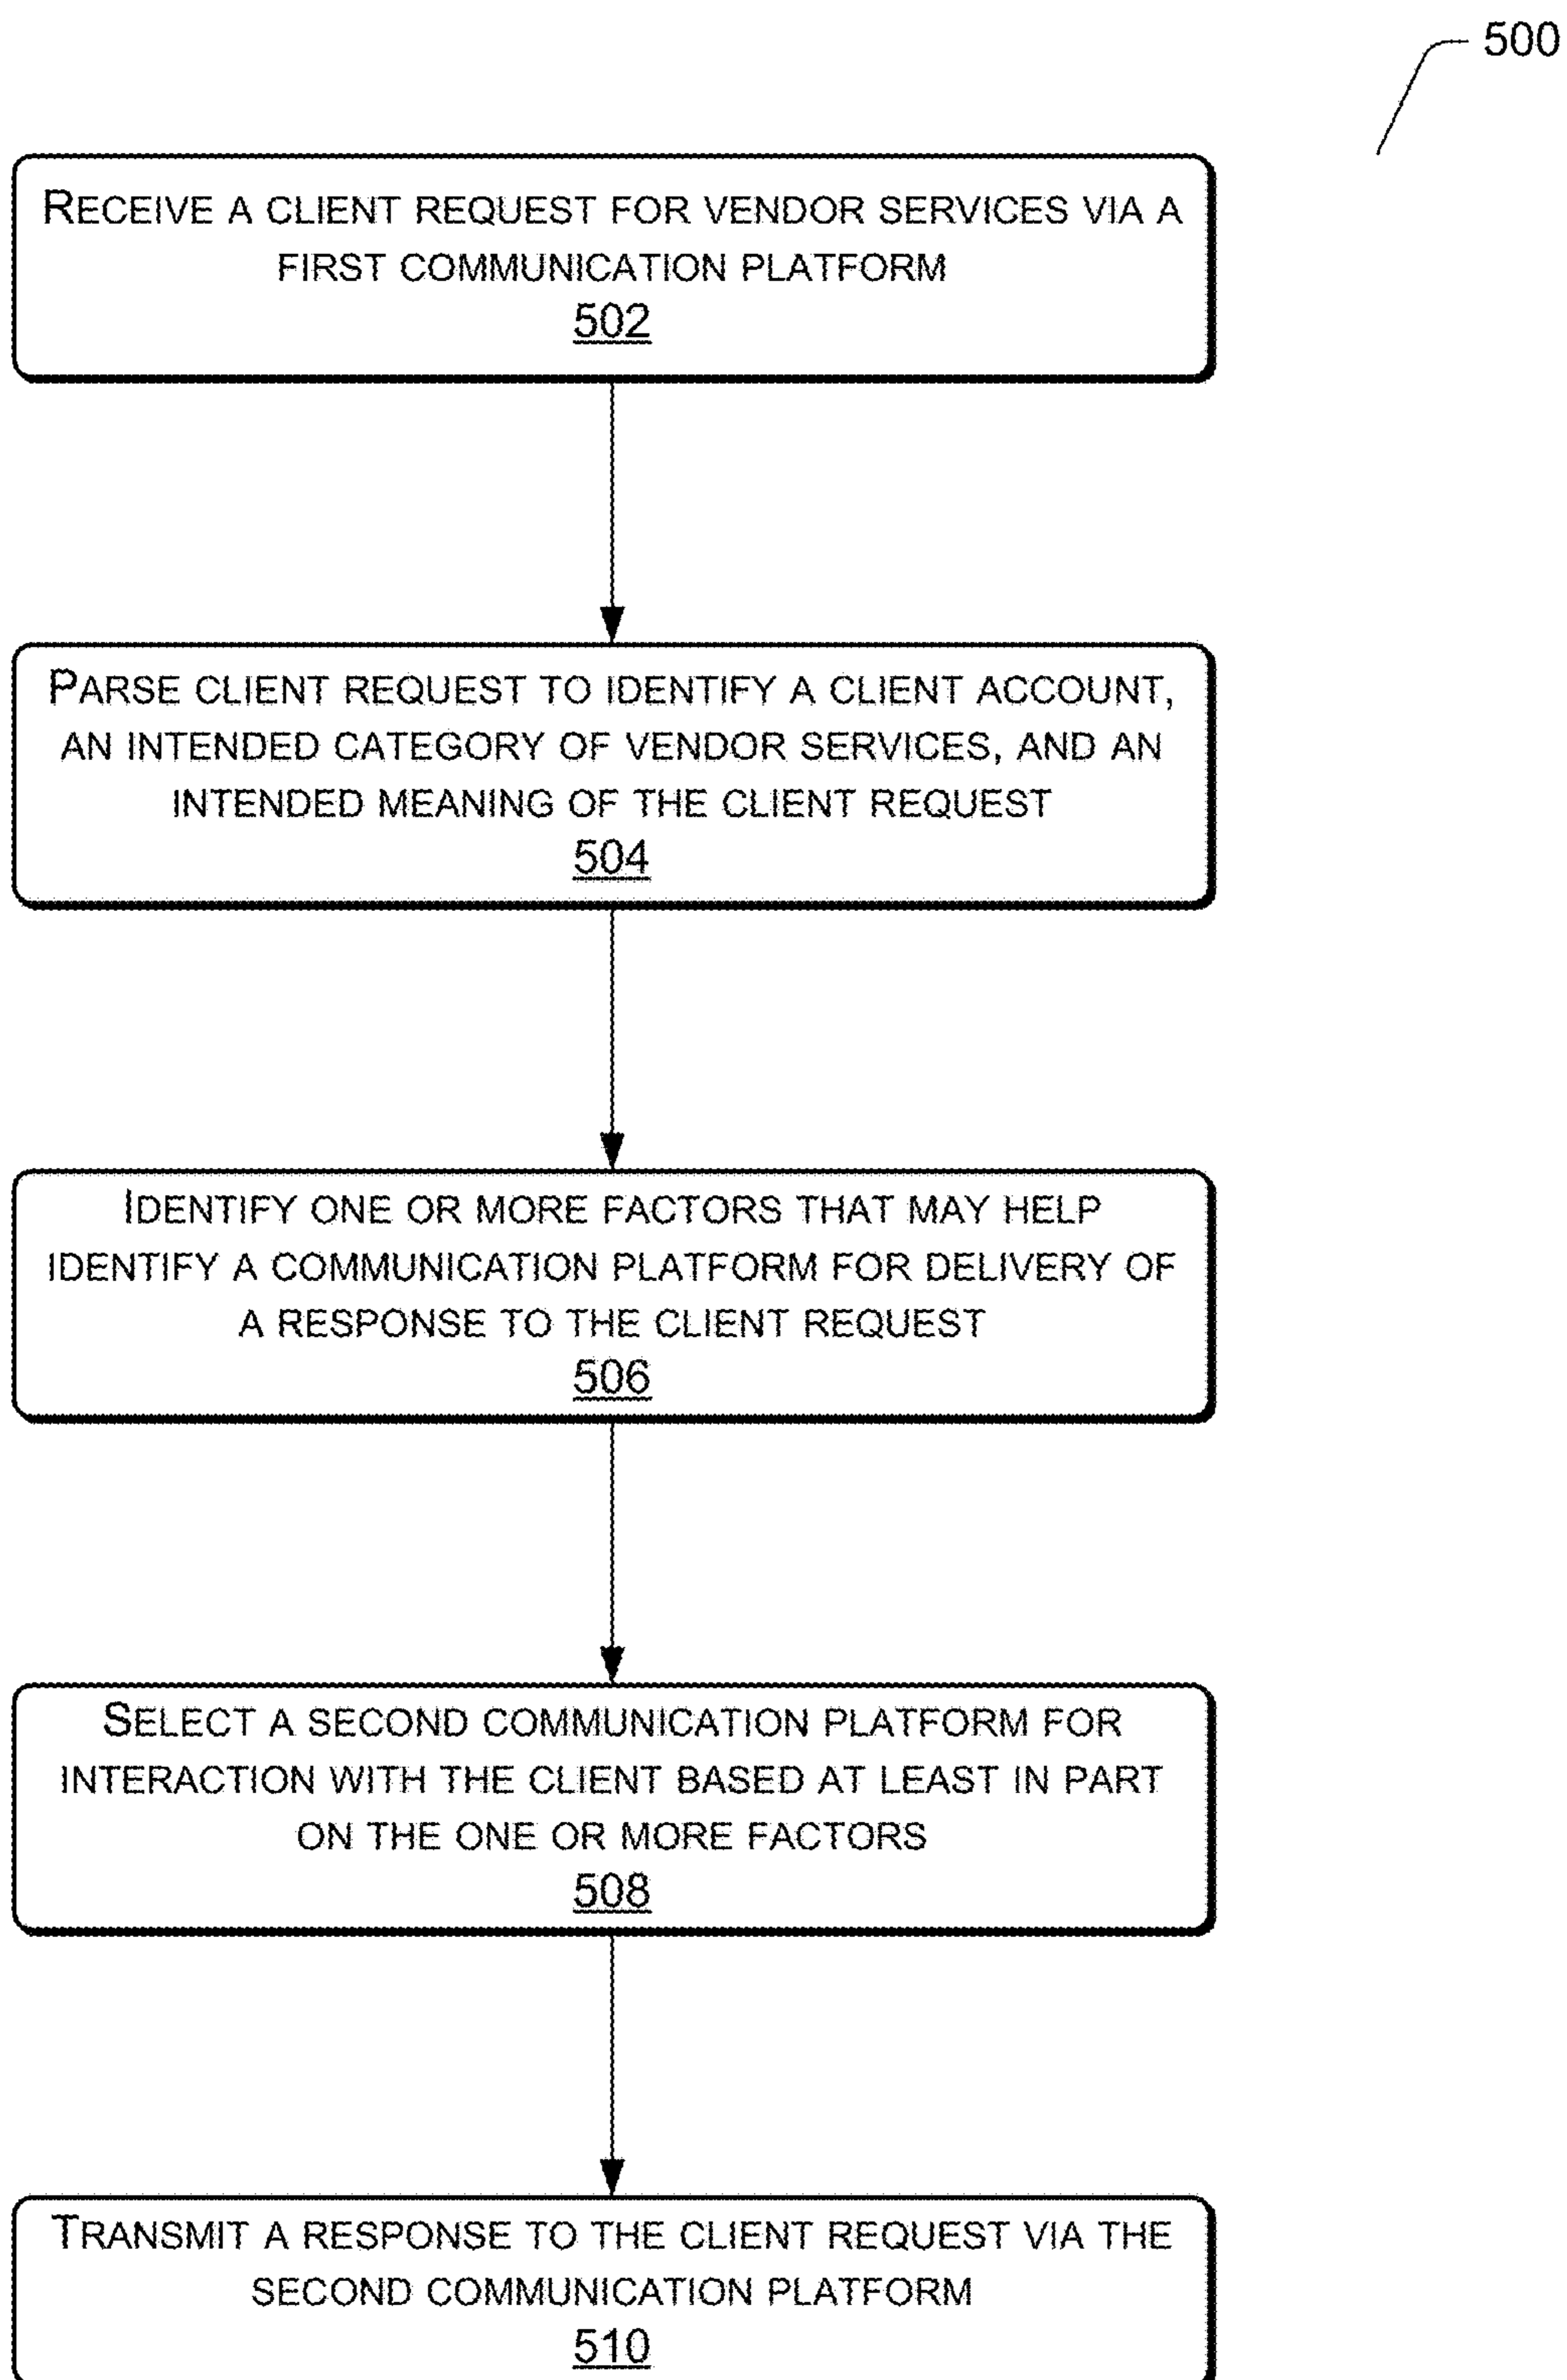 500
RECEIVE A CLIENT REQUEST FOR VENDOR SERVICES VIA A
FIRST COMMUNICATION PLATFORM
502
PARSE CLIENT REQUEST TO IDENTIFY A CLIENT ACCOUNT,
AN INTENDED CATEGORY OF VENDOR SERVICES, AND AN
INTENDED MEANING OF THE CLIENT REQUEST
504
IDENTIFY ONE OR MORE FACTORS THAT MAY HELP
IDENTIFY A COMMUNICATION PLATFORM FOR DELIVERY OF
A RESPONSE TO THE CLIENT REQUEST
506
SELECT A SECOND COMMUNICATION PLATFORM FOR
INTERACTION WITH THE CLIENT BASED AT LEAST IN PART
ON THE ONE OR MORE FACTORS
508
TRANSMIT A RESPONSE TO THE CLIENT REQUEST VIA THE
SECOND COMMUNICATION PLATFORM
510